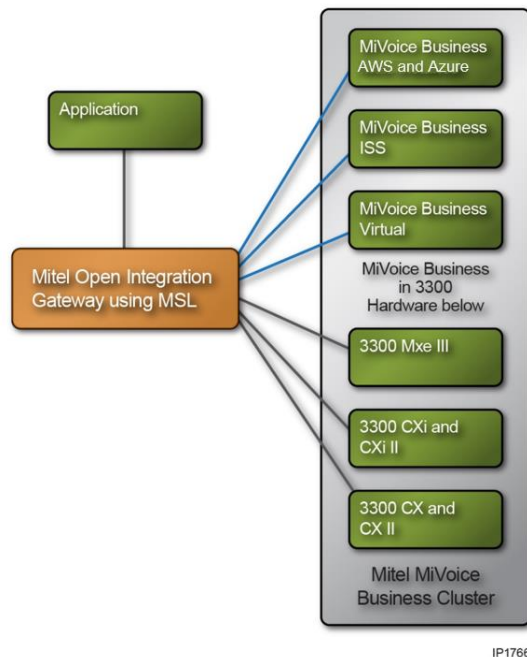 MiVoice Business
AWS and Azure
Application
MiVoice Business
ISS
MiVoice Business
Virtual
Mitel Open Integration
Gateway using MSL
MiVoice Business
in 3300
Hardware below
3300 Mxe III
3300 CXi and
CXi II
3300 CX and
CX II
Mitel MiVoice
Business Cluster
IP1766